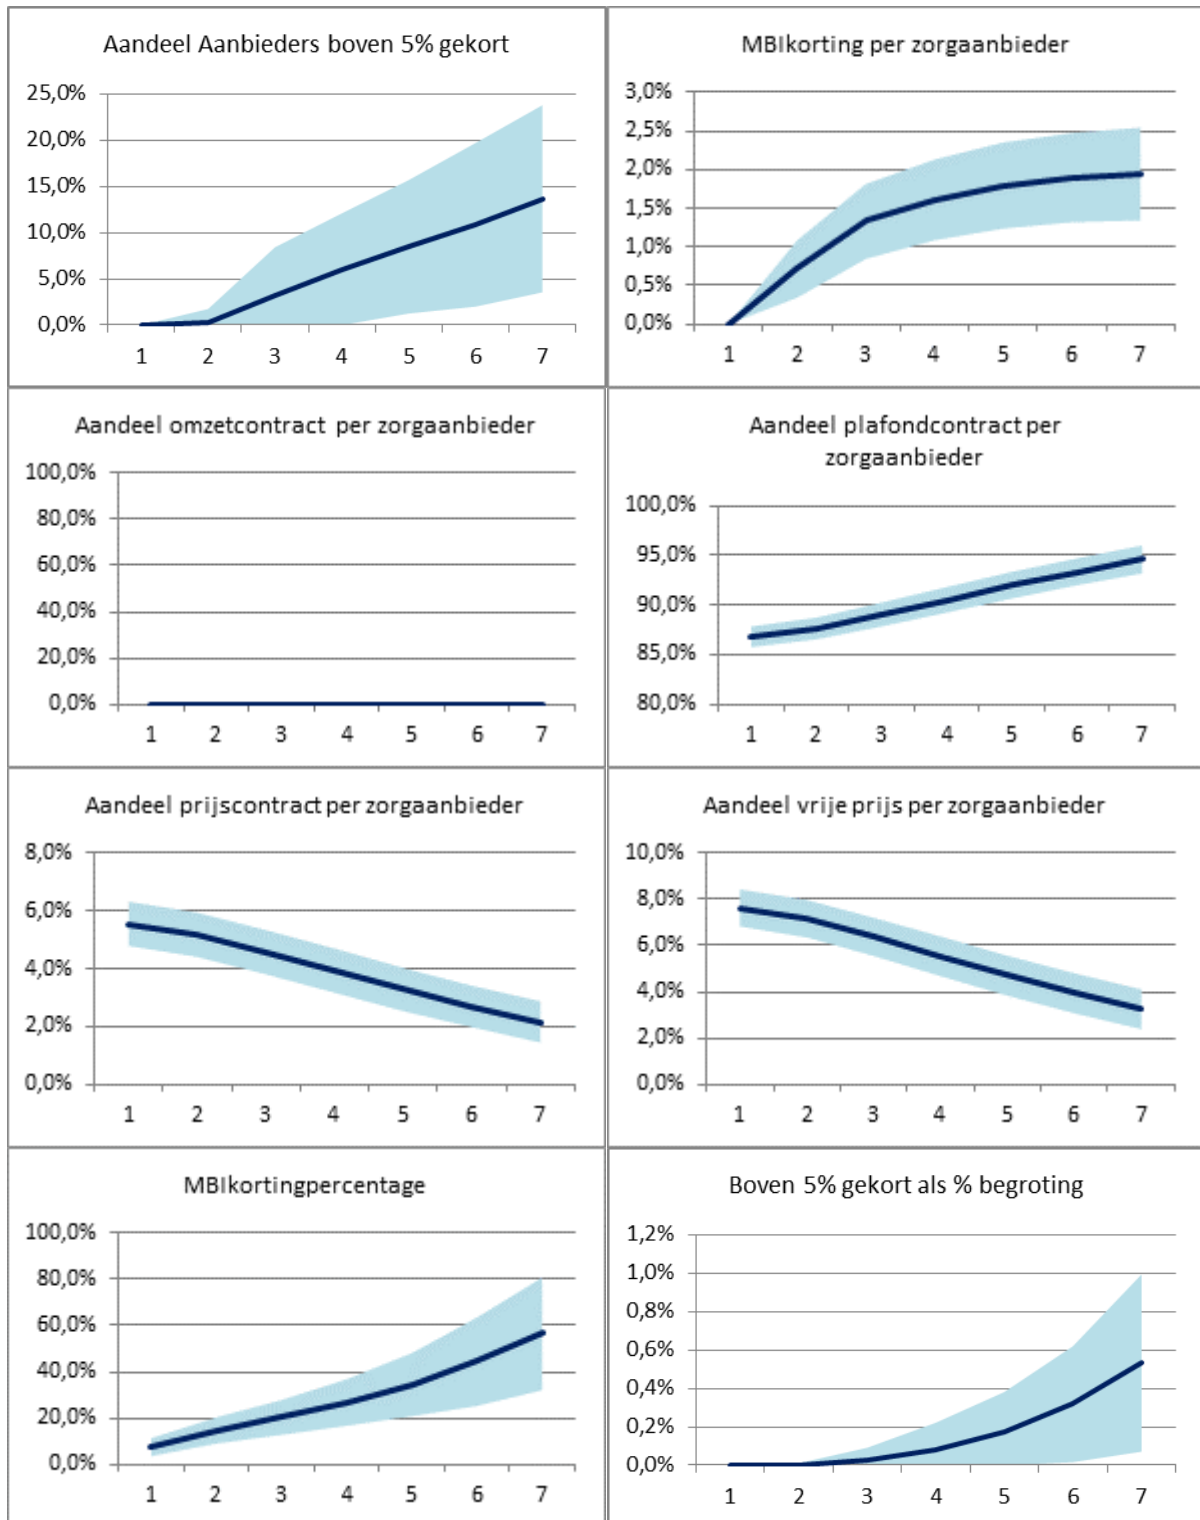 Aandeel Aanbieders boven 5% gekort
25,0%
20,0%
15,0%
10,0%
5,0%
0,0%
1 2 3 4 5 6 7
MBIkorting per zorgaanbieder
3,0%
2,5%
2,0%
1,5%
1,0%
0,5%
0,0%
1 2 3 4 5 6 7
Aandeel omzetcontract per zorgaanbieder
100,0%
80,0%
60,0%
40,0%
20,0%
0,0%
1 2 3 4 5 6 7
Aandeel plafondcontract per
zorgaanbieder
100,0%
95,0%
90,0%
85,0%
80,0%
1 2 3 4 5 6 7
Aandeel prijscontract per zorgaanbieder
8,0%
6,0%
4,0%
2,0%
0,0%
1 2 3 4 5 6 7
Aandeel vrije prijs per zorgaanbieder
10,0%
8,0%
6,0%
4,0%
2,0%
0,0%
1 2 3 4 5 6 7
MBIkortingpercentage
100,0%
80,0%
60,0%
40,0%
20,0%
0,0%
1 2 3 4 5 6 7
Boven 5% gekort als % begroting
1,2%
1,0%
0,8%
0,6%
0,4%
0,2%
0,0%
1 2 3 4 5 6 7